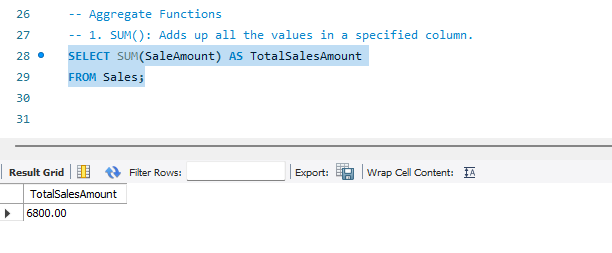 26 -- Aggregate Functions
27 -- 1. SUM(): Adds up all the values in a specified column.
28 SELECT SUM(SaleAmount) AS TotalSalesAmount
29 FROM Sales;
30
31
Result Grid Filter Rows: Export: Wrap Cell Content: IA
TotalSalesAmount
6800.00